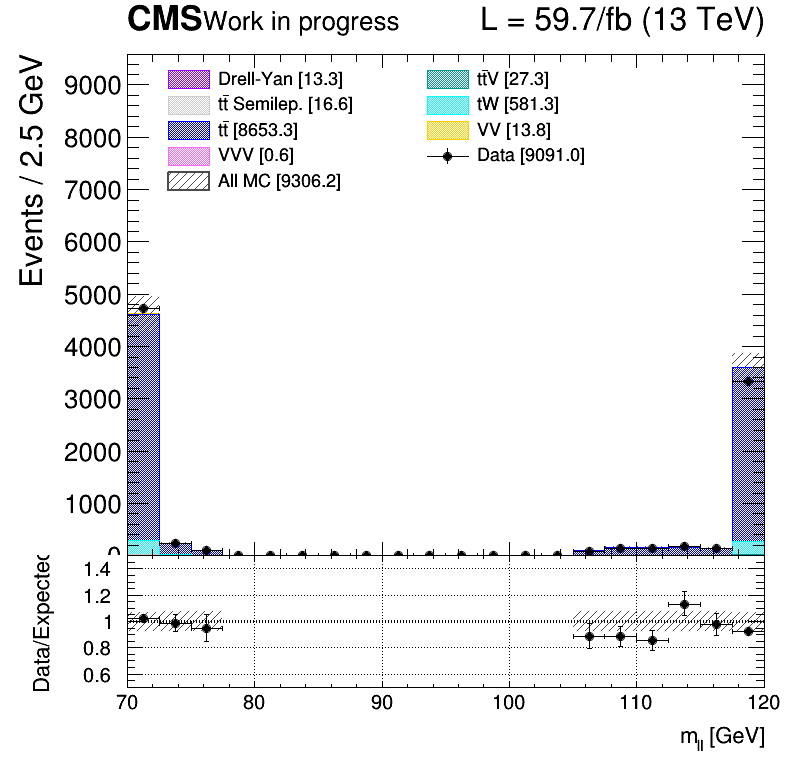 CMS Work in progress L = 59.7/fb (13 TeV)
Events / 2.5 GeV
9000
8000
7000
6000
5000
4000
3000
2000
1000
0
Drell-Yan [13.3]
tt̄ Semilep. [16.6]
tt̄ [8653.3]
VVV [0.6]
All MC [9306.2]
tt̄V [27.3]
tW [581.3]
VV [13.8]
Data [9091.0]
Data/Expected
1.4
1.2
1
0.8
0.6
70 80 90 100 110 120
m_ll [GeV]